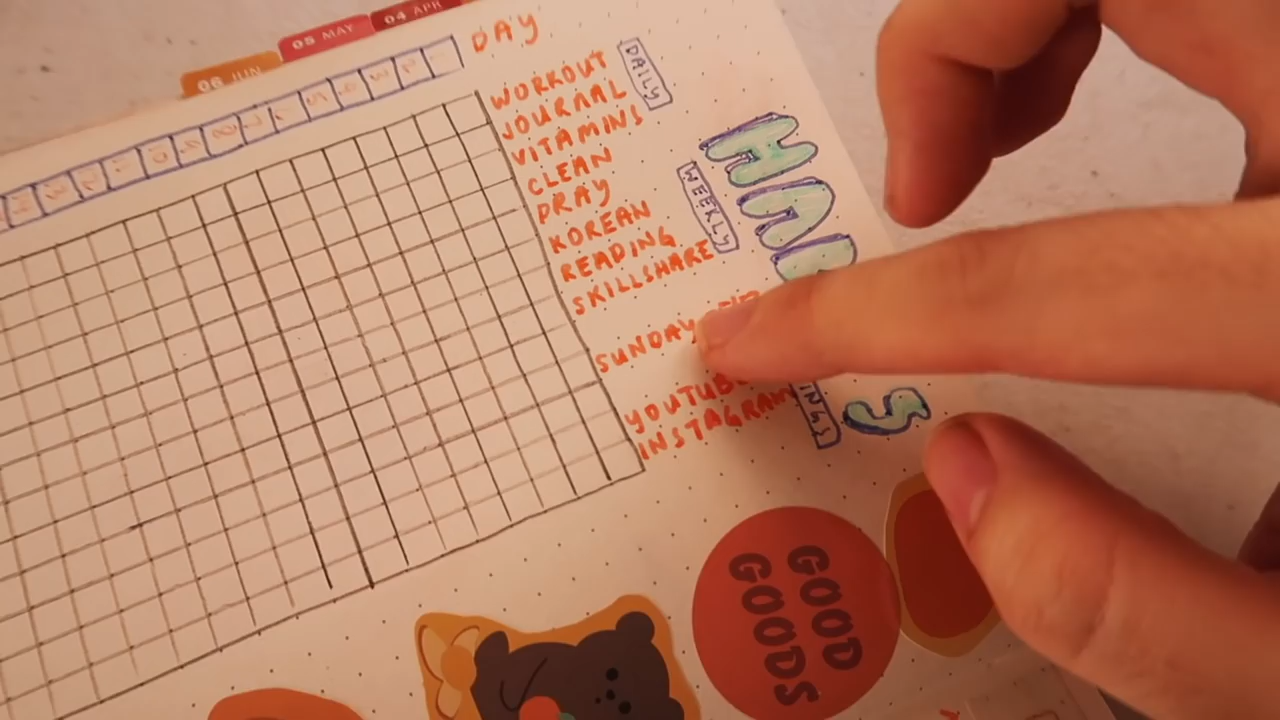 04 APR
05 MAY
06 JUN
DAY
WORKOUT
JOURNAL
VITAMINS
CLEAN
PRAY
KOREAN
READING
SKILLSHARE
SUNDAY
YOUTUBE
INSTAGRAM
DAILY
WEEKLY
GOOD
GOODS